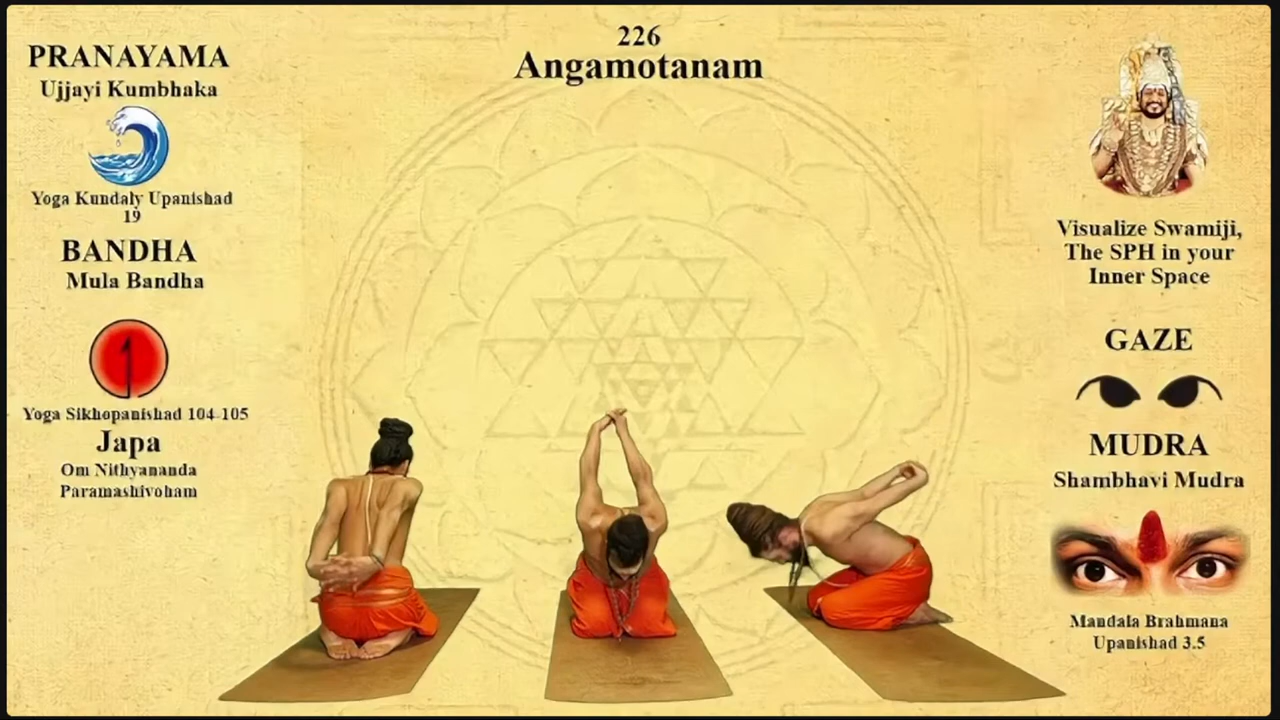 226
Angamotanam
PRANAYAMA
Ujjayi Kumbhaka
Yoga Kundaly Upanishad
19
BANDHA
Mula Bandha
Yoga Sikhopanishad 104-105
Japa
Om Nithyananda
Paramashivoham
Visualize Swamiji,
The SPH in your
Inner Space
GAZE
MUDRA
Shambhavi Mudra
Mandala Brahmana
Upanishad 3.5